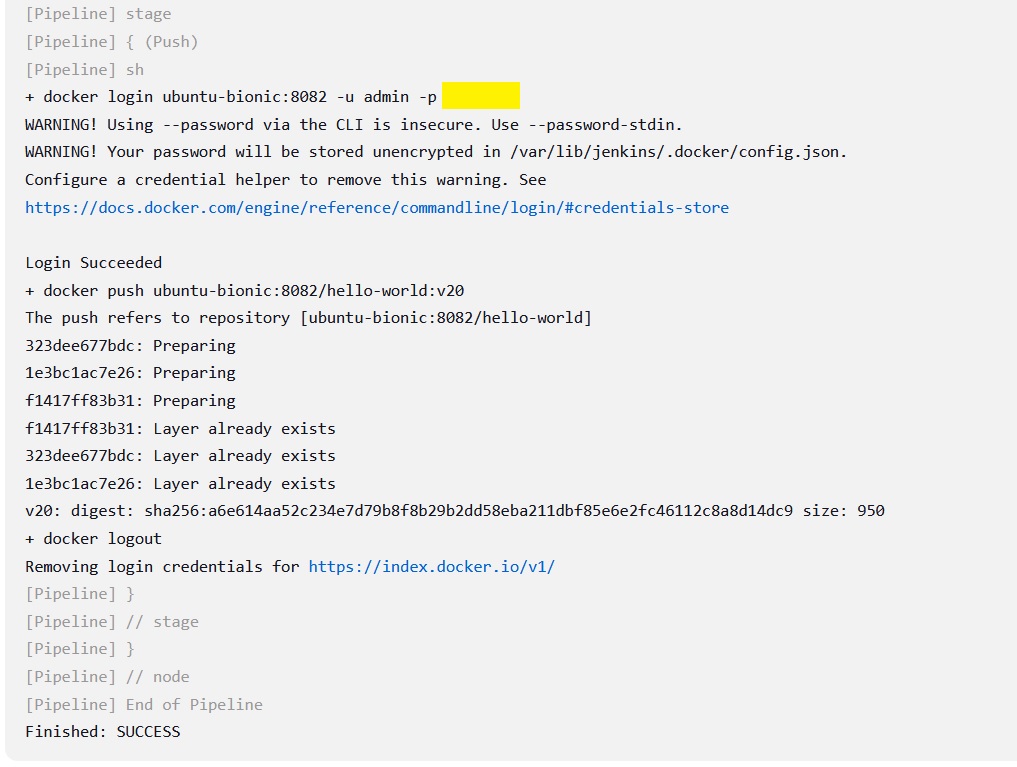 [Pipeline] stage
[Pipeline] { (Push)
[Pipeline] sh
+ docker login ubuntu-bionic:8082 -u admin -p
WARNING! Using --password via the CLI is insecure. Use --password-stdin.
WARNING! Your password will be stored unencrypted in /var/lib/jenkins/.docker/config.json.
Configure a credential helper to remove this warning. See
https://docs.docker.com/engine/reference/commandline/login/#credentials-store
Login Succeeded
+ docker push ubuntu-bionic:8082/hello-world:v20
The push refers to repository [ubuntu-bionic:8082/hello-world]
323dee677bdc: Preparing
1e3bc1ac7e26: Preparing
f1417ff83b31: Preparing
f1417ff83b31: Layer already exists
323dee677bdc: Layer already exists
1e3bc1ac7e26: Layer already exists
v20: digest: sha256:a6e614aa52c234e7d79b8f8b29b2dd58eba211dbf85e6e2fc46112c8a8d14dc9 size: 950
+ docker logout
Removing login credentials for https://index.docker.io/v1/
[Pipeline] }
[Pipeline] // stage
[Pipeline] }
[Pipeline] // node
[Pipeline] End of Pipeline
Finished: SUCCESS